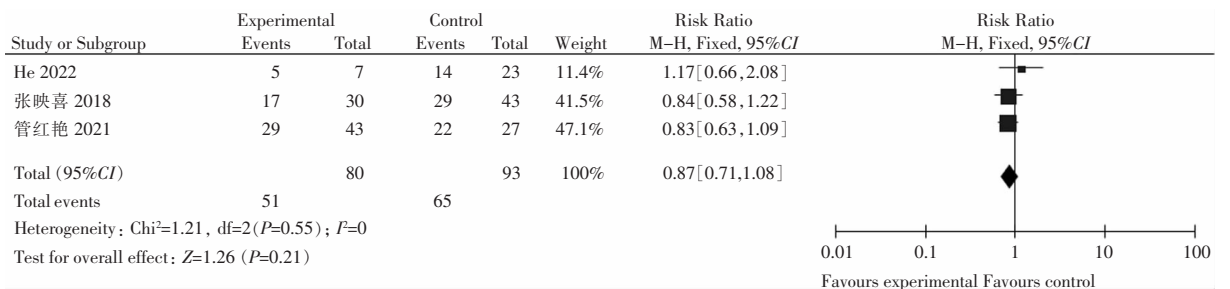 Experimental Control Risk Ratio Risk Ratio
Study or Subgroup Events Total Events Total Weight M-H, Fixed, 95%CI M-H, Fixed, 95%CI
He 2022 5 7 14 23 11.4% 1.17[0.66,2.08]
张映喜 2018 17 30 29 43 41.5% 0.84[0.58,1.22]
管红艳 2021 29 43 22 27 47.1% 0.83[0.63,1.09]
Total (95%CI) 80 93 100% 0.87[0.71,1.08]
Total events 51 65
Heterogeneity: Chi²=1.21, df=2(P=0.55); I²=0
Test for overall effect: Z=1.26 (P=0.21)
0.01 0.1 1 10 100
Favours experimental Favours control